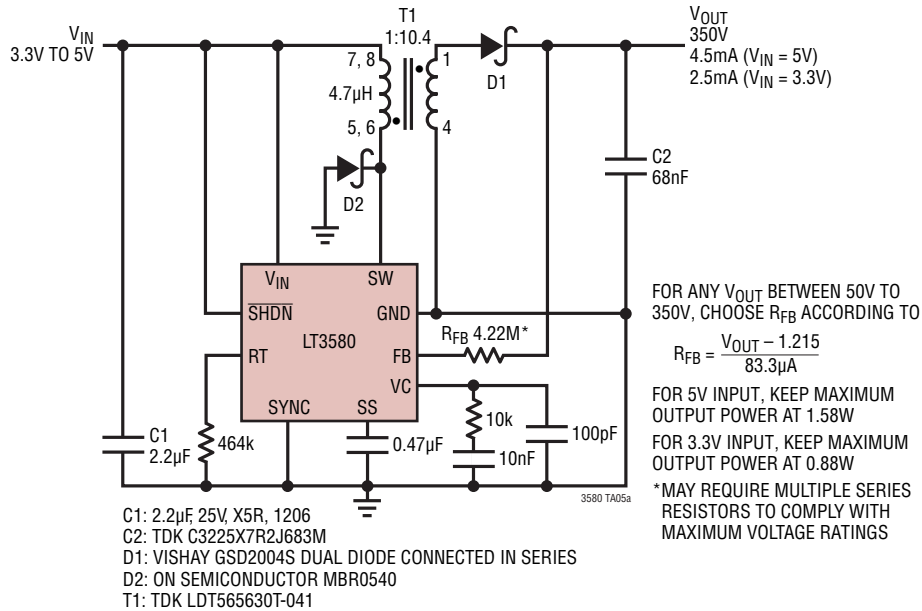 V_IN
3.3V TO 5V
T1
1:10.4
7, 8
4.7µH
5, 6
1
4
D1
V_OUT
350V
4.5mA (V_IN = 5V)
2.5mA (V_IN = 3.3V)
C2
68nF
D2
V_IN
SW
SHDN
GND
LT3580
R_FB 4.22M*
RT
FB
VC
SYNC
SS
C1
2.2µF
464k
0.47µF
10k
10nF
100pF
3580 TA05a
FOR ANY V_OUT BETWEEN 50V TO
350V, CHOOSE R_FB ACCORDING TO
R_FB = V_OUT – 1.215
83.3µA
FOR 5V INPUT, KEEP MAXIMUM
OUTPUT POWER AT 1.58W
FOR 3.3V INPUT, KEEP MAXIMUM
OUTPUT POWER AT 0.88W
*MAY REQUIRE MULTIPLE SERIES
RESISTORS TO COMPLY WITH
MAXIMUM VOLTAGE RATINGS
C1: 2.2µF, 25V, X5R, 1206
C2: TDK C3225X7R2J683M
D1: VISHAY GSD2004S DUAL DIODE CONNECTED IN SERIES
D2: ON SEMICONDUCTOR MBR0540
T1: TDK LDT565630T-041